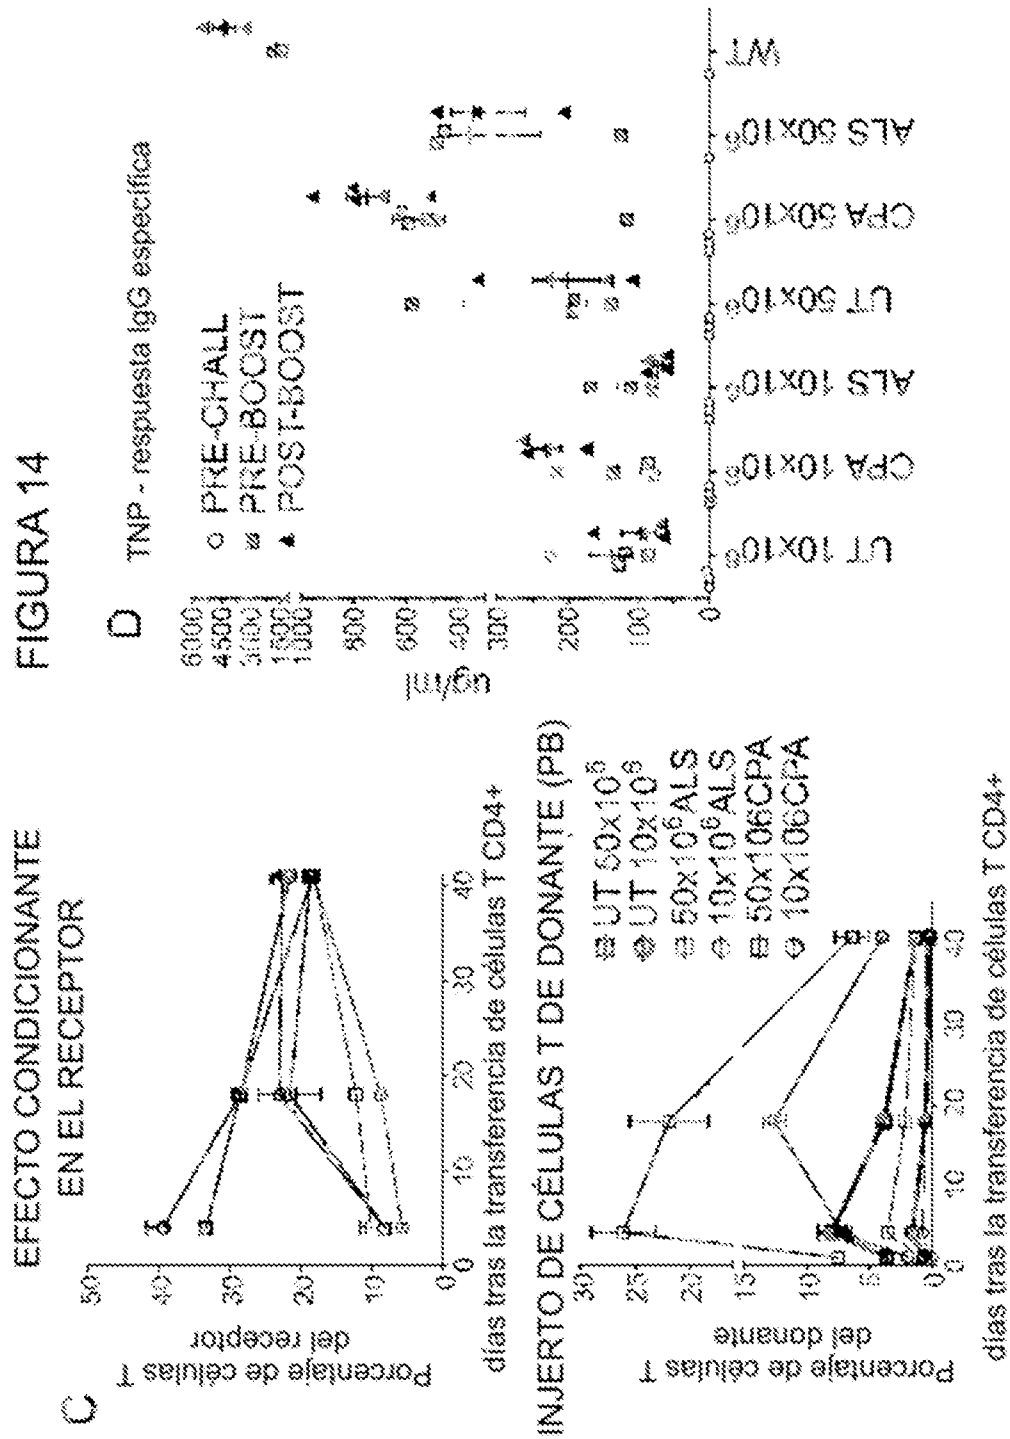 FIGURA 14
C
EFECTO CONDICIONANTE
EN EL RECEPTOR
Porcentaje de células T
del receptor
50
30
20
10
0
0
10
20
30
40
días tras la transferencia de células T CD4+
INJERTO DE CÉLULAS T DE DONANTE (PB)
Porcentaje de células T
del donante
30
25
20
15
15
10
5
0
0
10
20
30
40
días tras la transferencia de células T CD4+
UT 10x10⁶
50x10⁶ALS
10x10⁶ALS
50x106CPA
10x106CPA
D
TNP - respuesta IgG específica
PRE-CHALL
PRE-BOOST
POST-BOOST
ug/ml
6000
4500
3000
1500
1000
800
600
400
300
200
100
0
UT 10x10⁶
CPA 10x10⁶
ALS 10x10⁶
UT 50x10⁶
CPA 50x10⁶
ALS 50x10⁶
WT